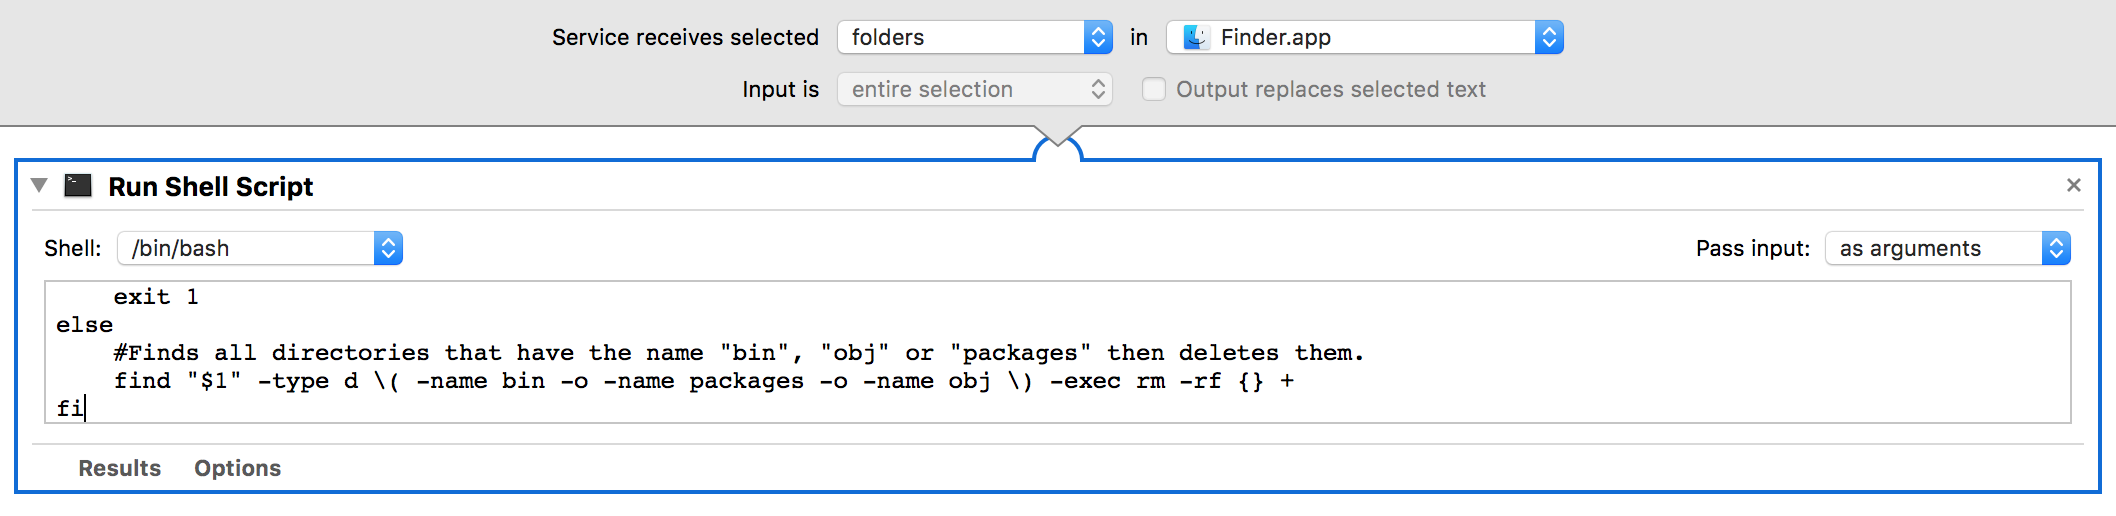 Service receives selected folders in Finder.app
Input is entire selection Output replaces selected text
Run Shell Script
Shell: /bin/bash Pass input: as arguments
    exit 1
else
    #Finds all directories that have the name "bin", "obj" or "packages" then deletes them.
    find "$1" -type d \( -name bin -o -name packages -o -name obj \) -exec rm -rf {} +
fi
Results Options